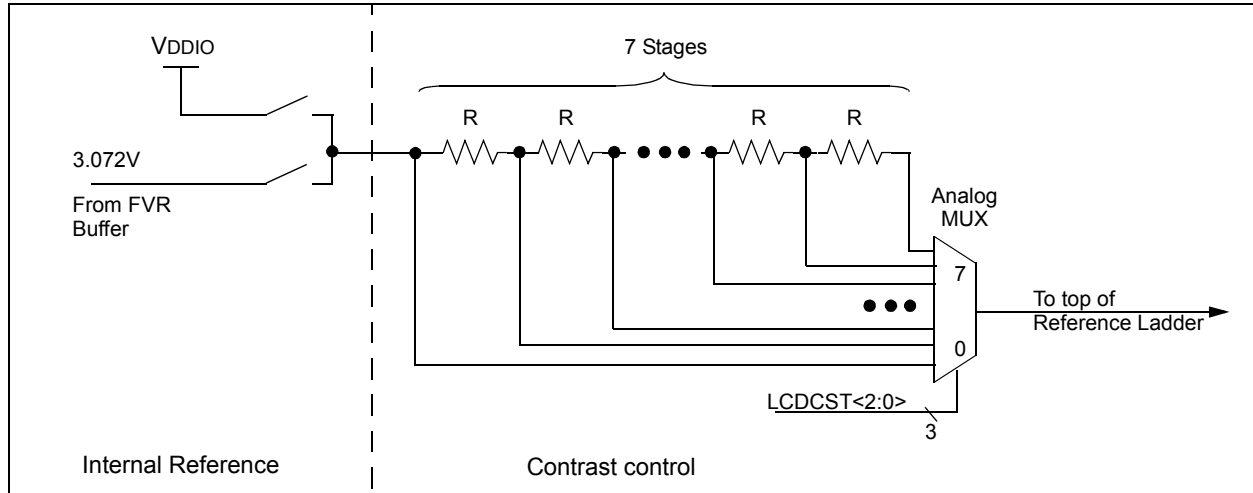 VDDIO
7 Stages
R
R
R
R
3.072V
From FVR
Buffer
Analog
MUX
7
To top of
Reference Ladder
0
LCDCST<2:0>
3
Internal Reference
Contrast control